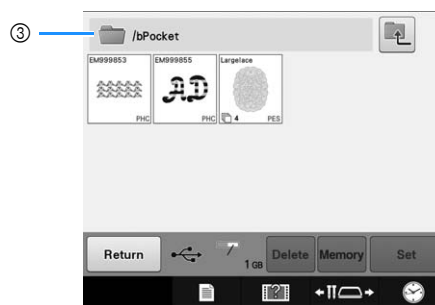 ③
/bPocket
EM999853 EM999855 Largelace
PHC PHC 4 PES
Return 1 GB Delete Memory Set